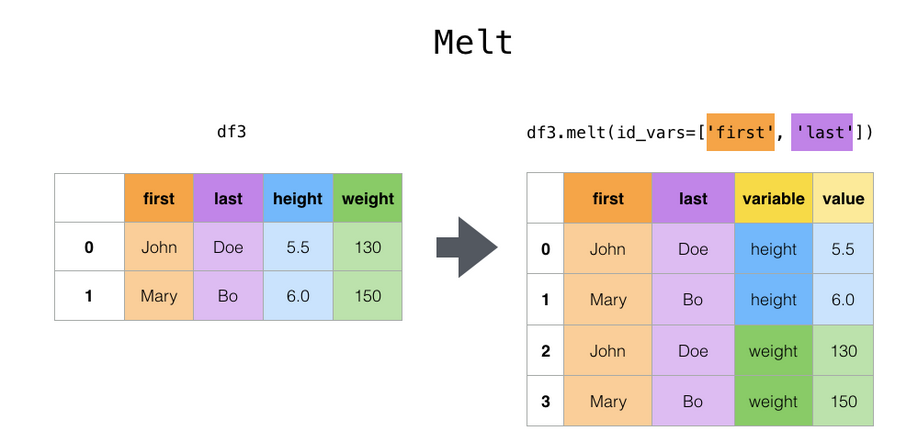 Melt
df3
first last height weight
0 John Doe 5.5 130
1 Mary Bo 6.0 150
df3.melt(id_vars=['first', 'last'])
first last variable value
0 John Doe height 5.5
1 Mary Bo height 6.0
2 John Doe weight 130
3 Mary Bo weight 150